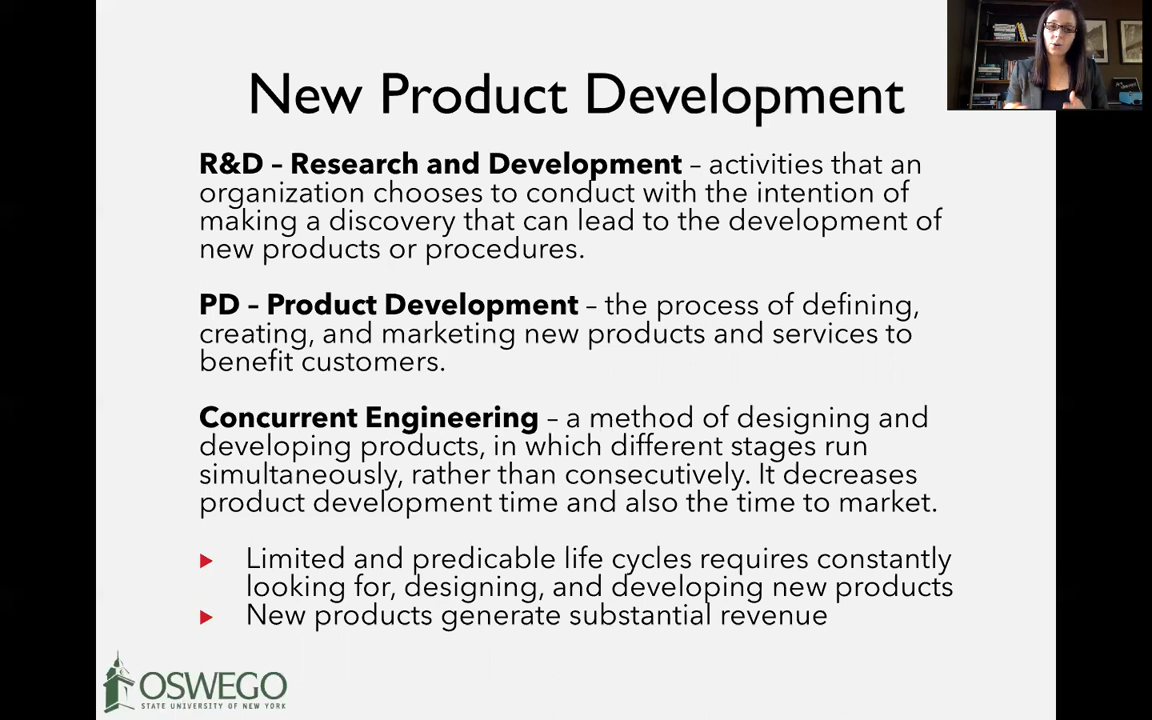 New Product Development
R&D – Research and Development – activities that an
organization chooses to conduct with the intention of
making a discovery that can lead to the development of
new products or procedures.
PD – Product Development – the process of defining,
creating, and marketing new products and services to
benefit customers.
Concurrent Engineering – a method of designing and
developing products, in which different stages run
simultaneously, rather than consecutively. It decreases
product development time and also the time to market.
Limited and predicable life cycles requires constantly
looking for, designing, and developing new products
New products generate substantial revenue
OSWEGO
STATE UNIVERSITY OF NEW YORK